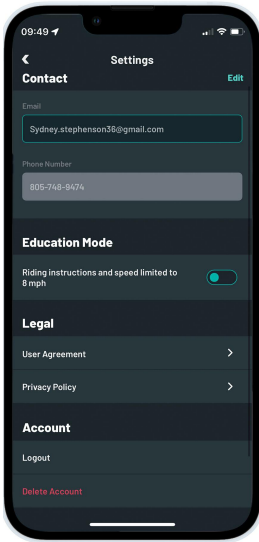 09:49
Settings
Contact
Edit
Email
Sydney.stephenson36@gmail.com
Phone Number
805-748-9474
Education Mode
Riding instructions and speed limited to
8 mph
Legal
User Agreement
Privacy Policy
Account
Logout
Delete Account